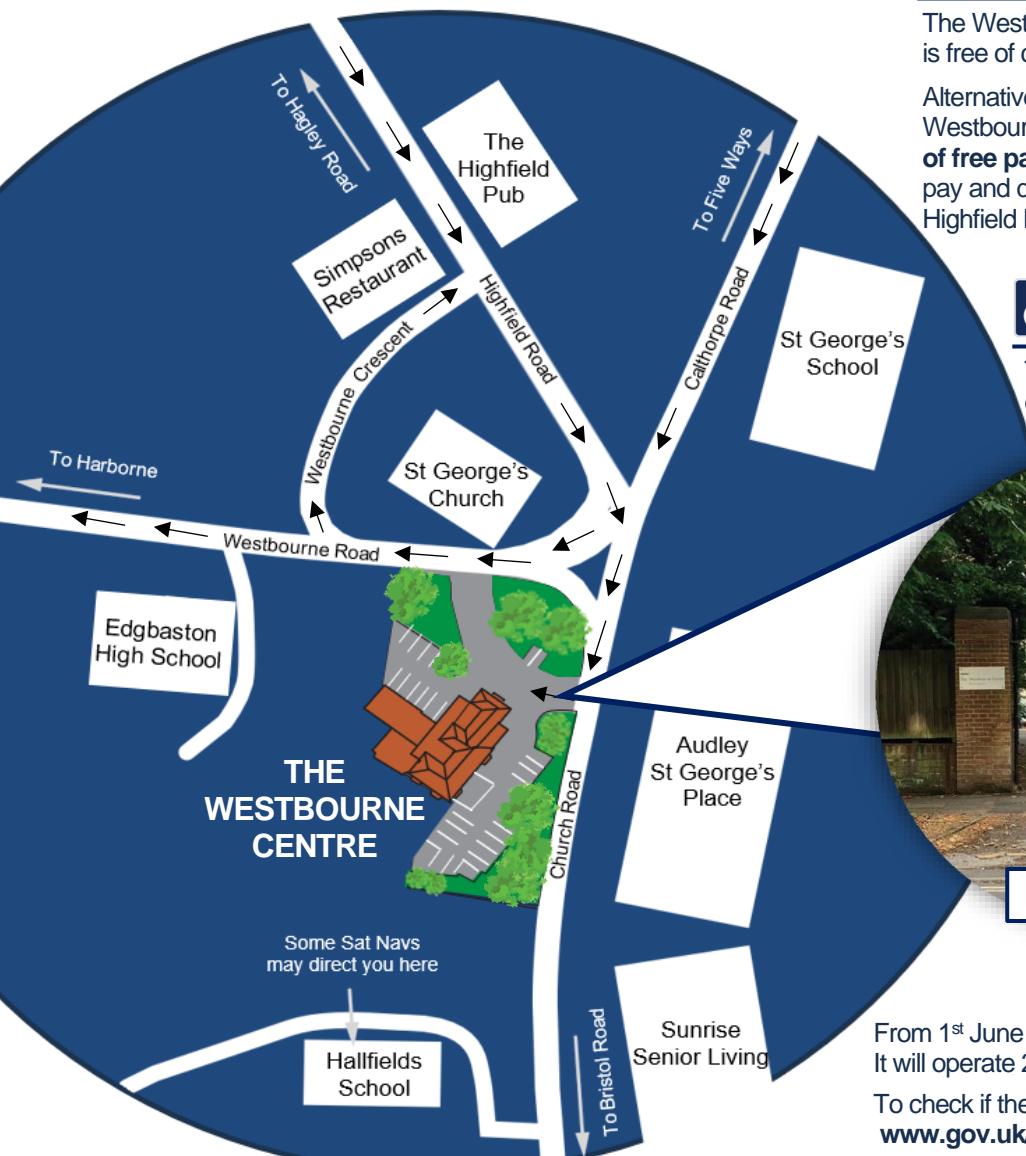 The West
is free of
Alternative
Westbour
of free pa
pay and
Highfield
To Hagley Road
The
Highfield
Pub
To Five Ways
Simpsons
Restaurant
Highfield Road
Calthorpe Road
St George's
School
Westbourne Crescent
To Harborne
St George's
Church
Westbourne Road
Edgbaston
High School
THE
WESTBOURNE
CENTRE
Audley
St George's
Place
Church Road
Some Sat Navs
may direct you here
Hallfields
School
To Bristol Road
Sunrise
Senior Living
From 1st June
It will operate 2
To check if the
www.gov.uk/